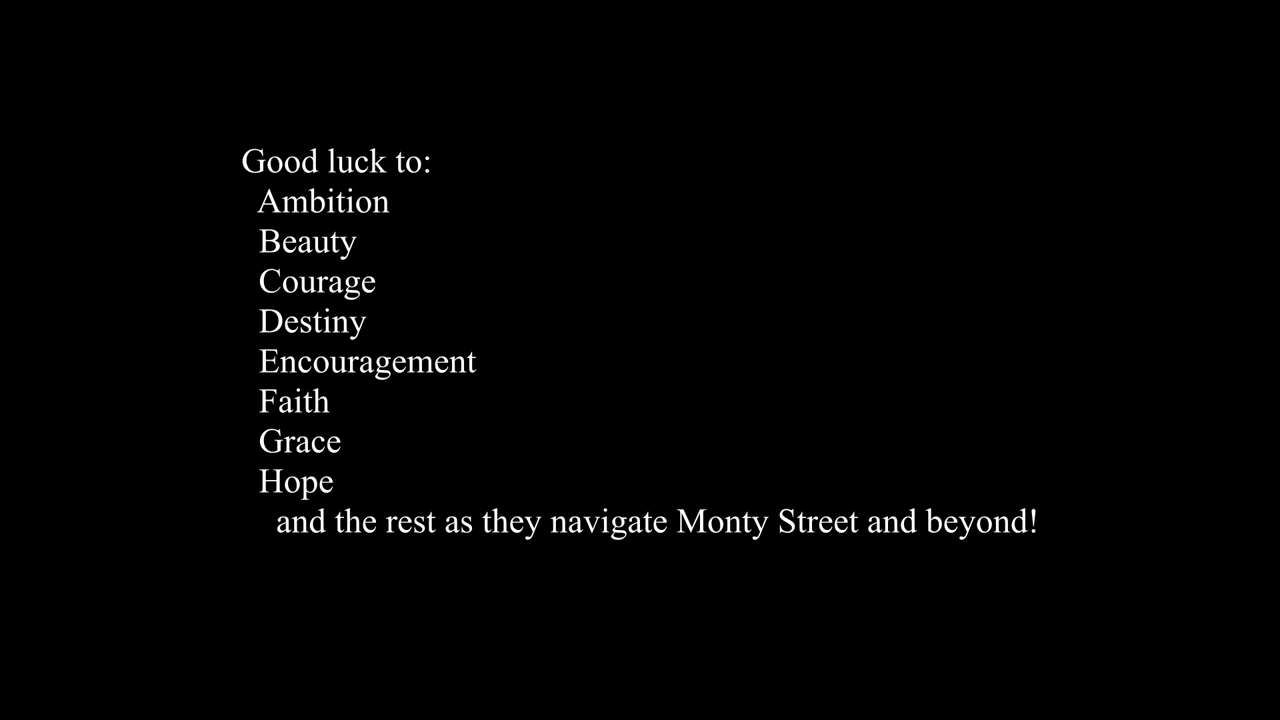 Good luck to:
Ambition
Beauty
Courage
Destiny
Encouragement
Faith
Grace
Hope
and the rest as they navigate Monty Street and beyond!